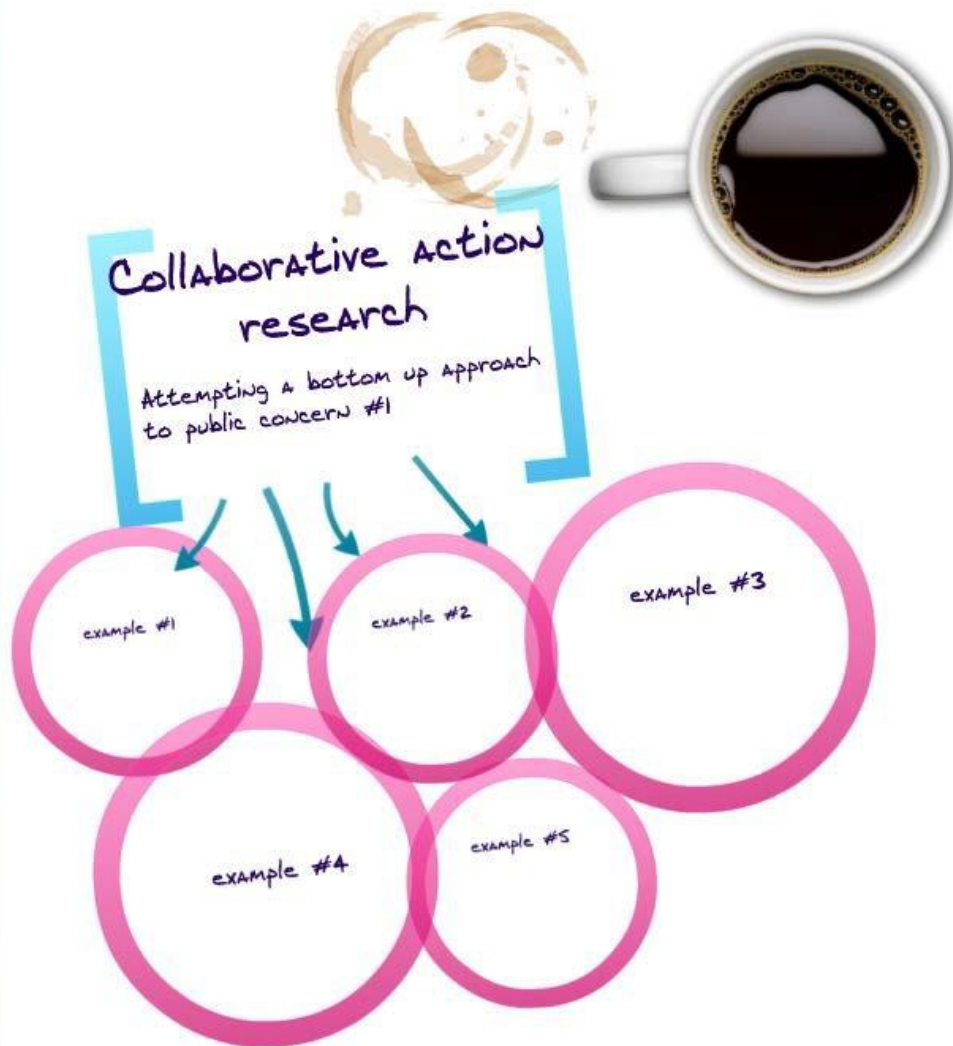 Collaborative action
research
Attempting a bottom up approach
to public concern #1
example #1
example #2
example #3
example #4
example #5